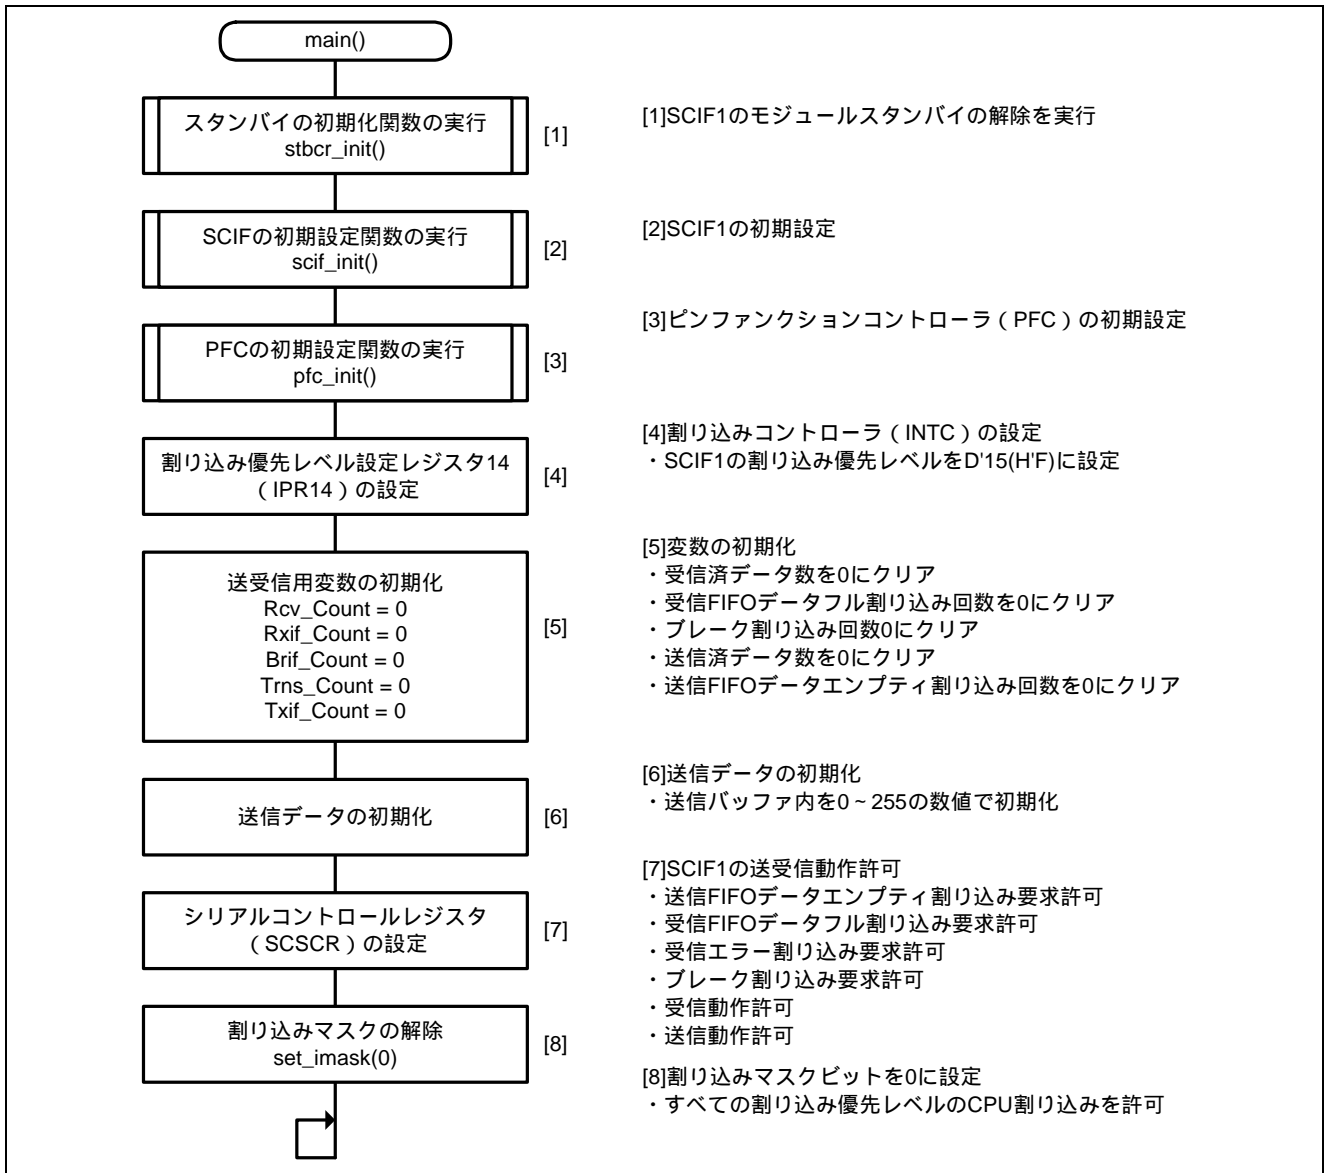 main()
スタンバイの初期化関数の実行
stbcr_init()
[1]
[1]SCIF1のモジュールスタンバイの解除を実行
SCIFの初期設定関数の実行
scif_init()
[2]
[2]SCIF1の初期設定
PFCの初期設定関数の実行
pfc_init()
[3]
[3]ピンファンクションコントローラ(PFC)の初期設定
割り込み優先レベル設定レジスタ14
(IPR14)の設定
[4]
[4]割り込みコントローラ(INTC)の設定
・SCIF1の割り込み優先レベルをD'15(H'F)に設定
送受信用変数の初期化
Rcv_Count = 0
Rxif_Count = 0
Brif_Count = 0
Trns_Count = 0
Txif_Count = 0
[5]
[5]変数の初期化
・受信済データ数を0にクリア
・受信FIFOデータフル割り込み回数を0にクリア
・ブレーク割り込み回数0にクリア
・送信済データ数を0にクリア
・送信FIFOデータエンプティ割り込み回数を0にクリア
送信データの初期化
[6]
[6]送信データの初期化
・送信バッファ内を0~255の数値で初期化
シリアルコントロールレジスタ
(SCSCR)の設定
[7]
[7]SCIF1の送受信動作許可
・送信FIFOデータエンプティ割り込み要求許可
・受信FIFOデータフル割り込み要求許可
・受信エラー割り込み要求許可
・ブレーク割り込み要求許可
・受信動作許可
・送信動作許可
割り込みマスクの解除
set_imask(0)
[8]
[8]割り込みマスクビットを0に設定
・すべての割り込み優先レベルのCPU割り込みを許可